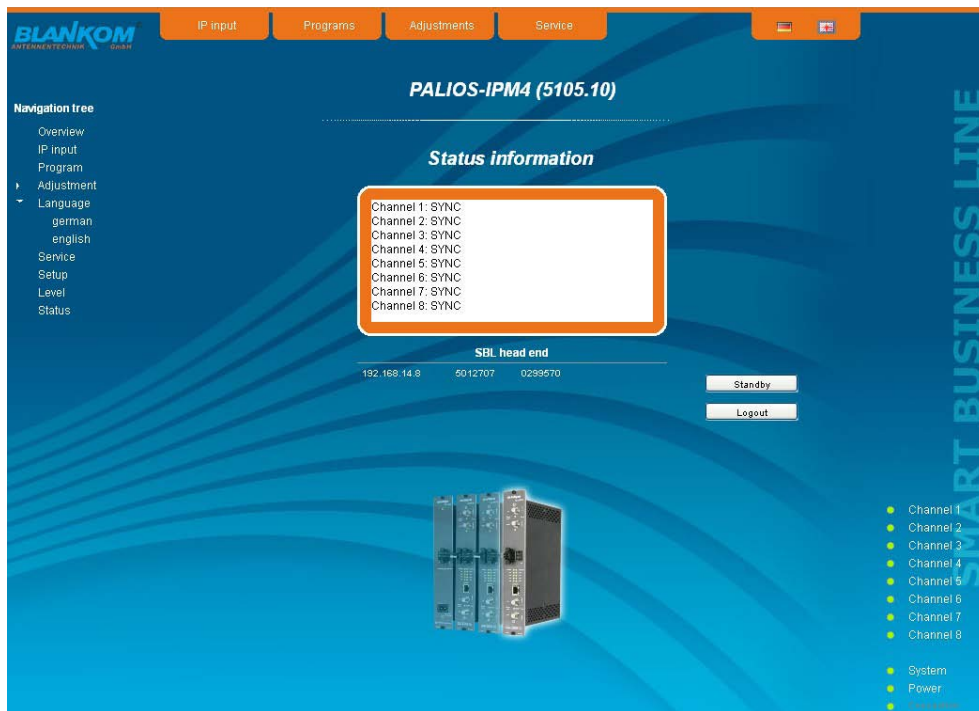 BLANKOM
ANTENNENTECHNIK GmbH
IP input
Programs
Adjustments
Service
PALIOS-IPM4 (5105.10)
Navigation tree
Overview
IP input
Program
Adjustment
Language
german
english
Service
Setup
Level
Status
Status information
Channel 1: SYNC
Channel 2: SYNC
Channel 3: SYNC
Channel 4: SYNC
Channel 5: SYNC
Channel 6: SYNC
Channel 7: SYNC
Channel 8: SYNC
SBL head end
192.168.14.8 5012707 0299570
Standby
Logout
SMART BUSINESS LINE
Channel 1
Channel 2
Channel 3
Channel 4
Channel 5
Channel 6
Channel 7
Channel 8
System
Power